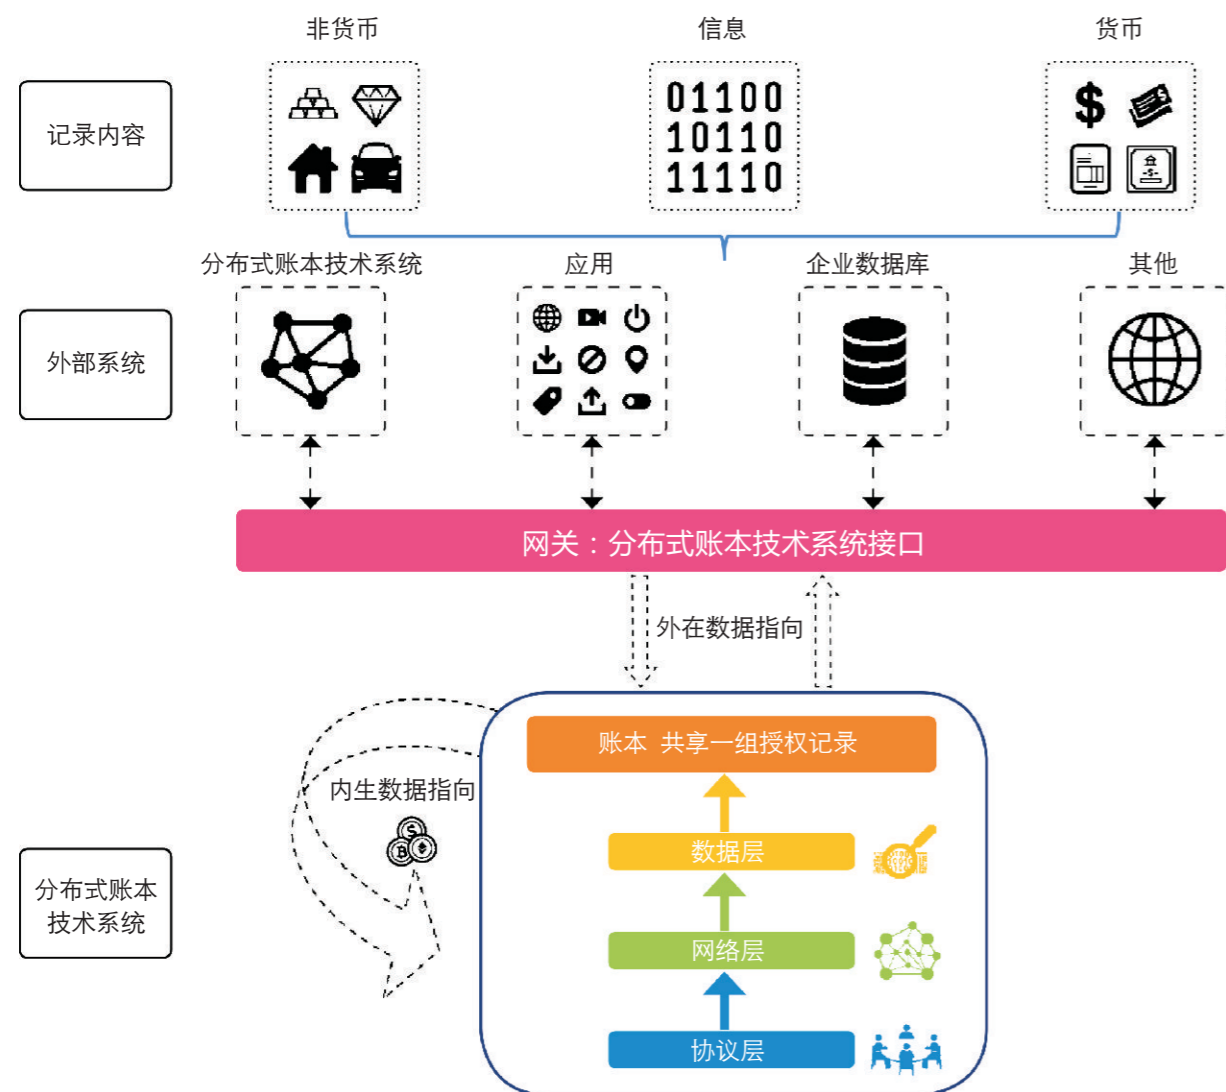 非货币
信息
货币
记录内容
01100
10110
11110
$
$
分布式账本技术系统
应用
企业数据库
其他
外部系统
网关：分布式账本技术系统接口
外在数据指向
账本 共享一组授权记录
内生数据指向
数据层
分布式账本
技术系统
网络层
协议层